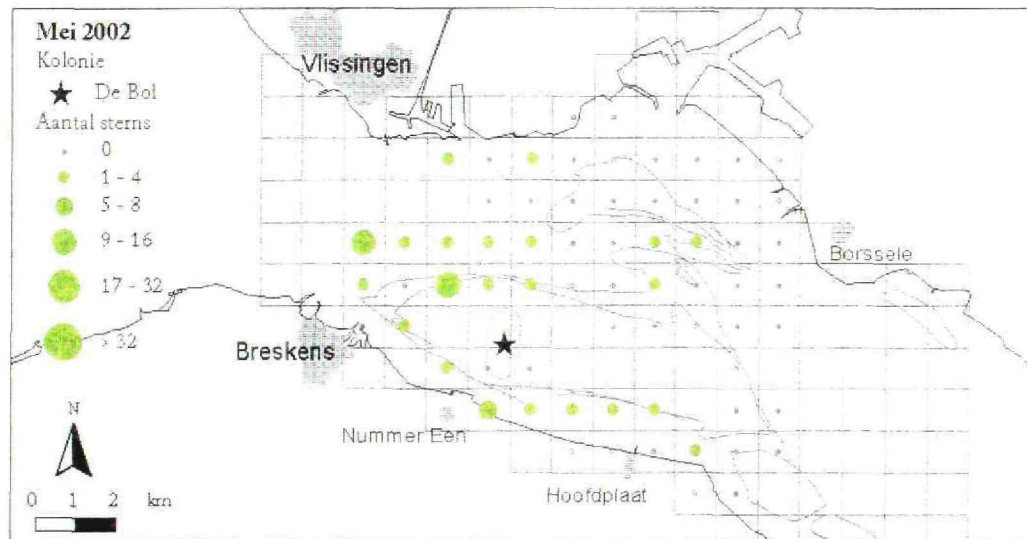 Mei 2002
Kolonie
De Bol
Aantal sterns
0
1 - 4
5 - 8
9 - 16
17 - 32
> 32
N
0 1 2 km
Vlissingen
Borssele
Breskens
Nummer Een
Hoofdplaat